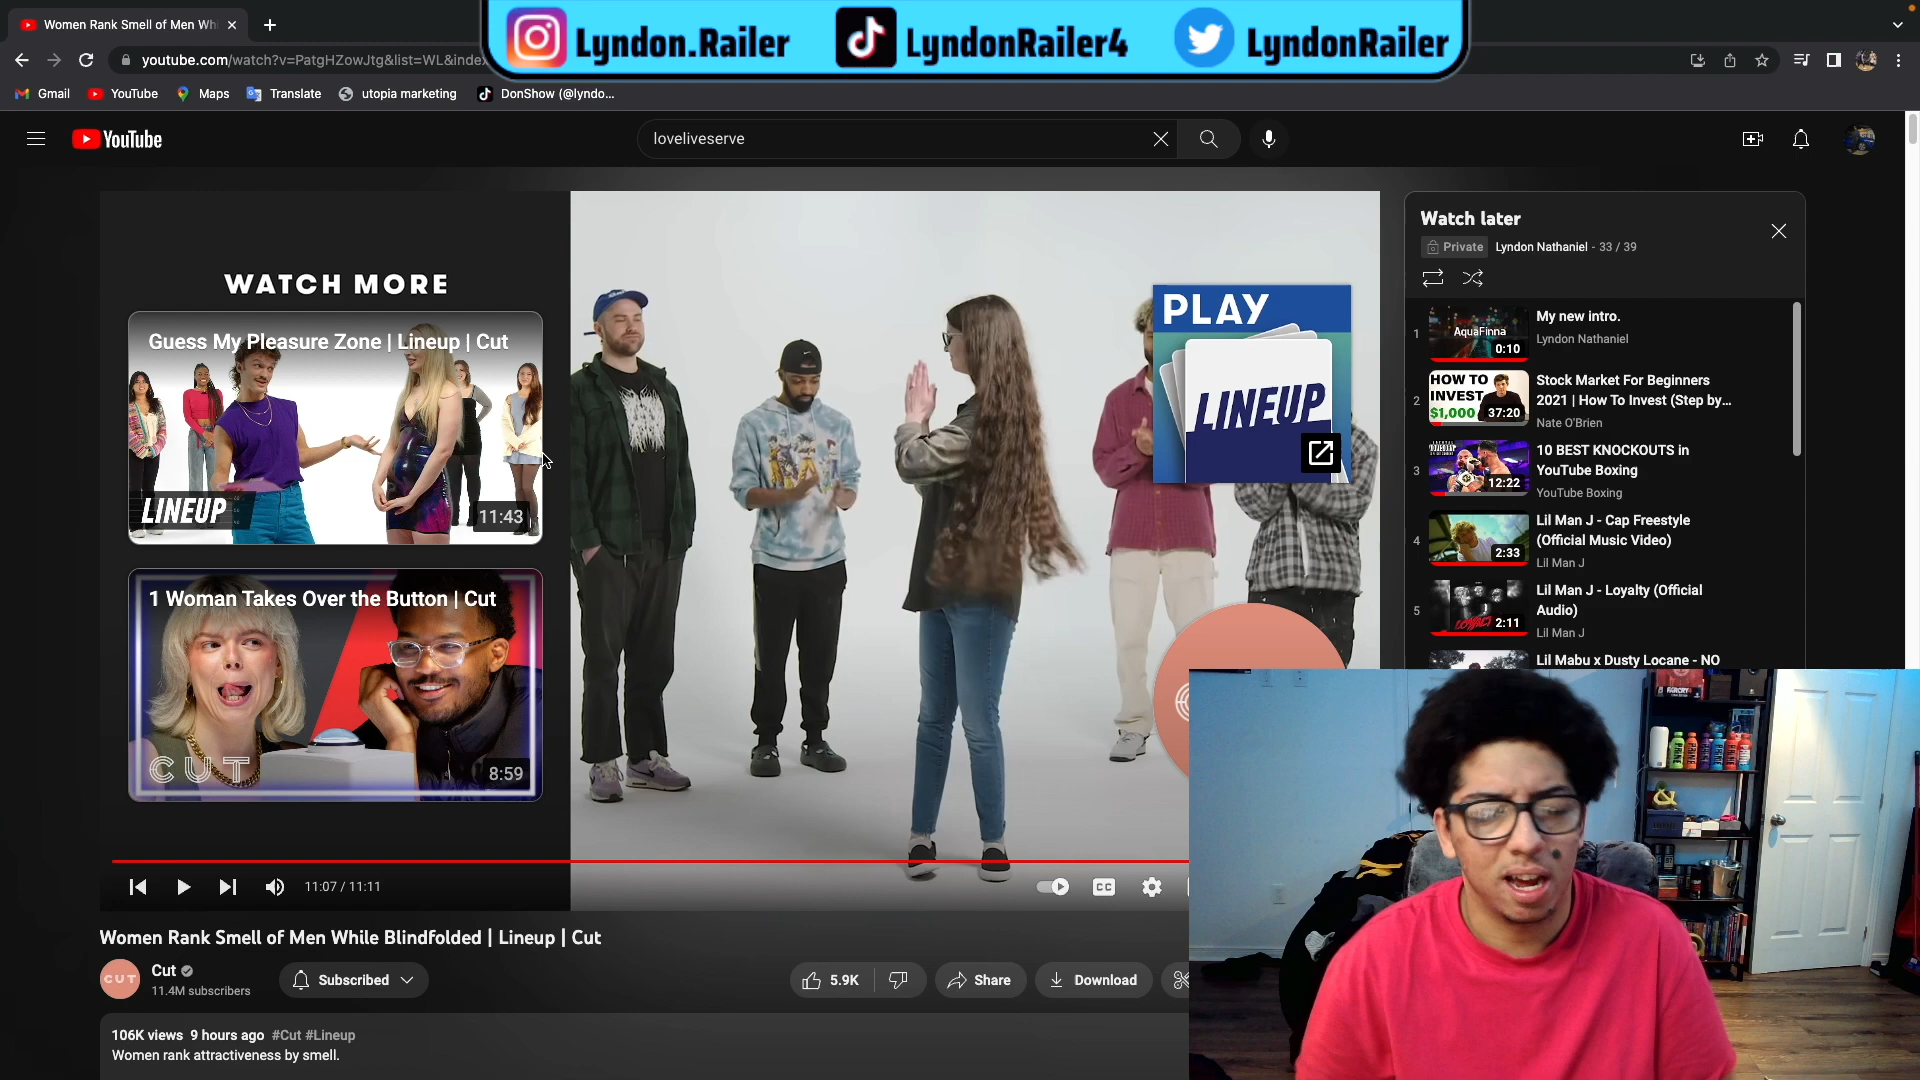 Women Rank Smell of Men Whi
Lyndon.Railer
LyndonRailer4
LyndonRailer
youtube.com/watch?v=PatgHZowJtg&list=WL&index
Gmail
YouTube
Maps
Translate
utopia marketing
DonShow (@lyndo...
YouTube
loveliveserve
WATCH MORE
Guess My Pleasure Zone | Lineup | Cut
LINEUP
11:43
1 Woman Takes Over the Button | Cut
CUT
8:59
PLAY
LINEUP
Watch later
Private
Lyndon Nathaniel - 33 / 39
1
AquaFinna
0:10
My new intro.
Lyndon Nathaniel
2
HOW TO
INVEST
$1,000
37:20
Stock Market For Beginners
2021 | How To Invest (Step by...
Nate O'Brien
3
12:22
10 BEST KNOCKOUTS in
YouTube Boxing
YouTube Boxing
4
2:33
Lil Man J - Cap Freestyle
(Official Music Video)
Lil Man J
5
2:11
Lil Man J - Loyalty (Official
Audio)
Lil Man J
Lil Mabu x Dusty Locane - NO
11:07 / 11:11
CC
Women Rank Smell of Men While Blindfolded | Lineup | Cut
CUT
Cut
11.4M subscribers
Subscribed
5.9K
Share
Download
106K views 9 hours ago #Cut #Lineup
Women rank attractiveness by smell.